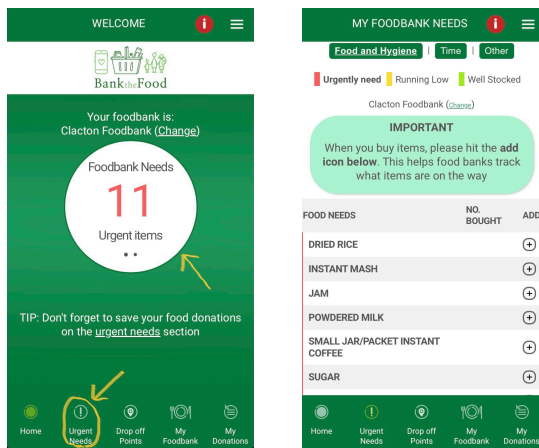 WELCOME
i
BanktheFood
Your foodbank is:
Clacton Foodbank (Change)
Foodbank Needs
11
Urgent items
TIP: Don't forget to save your food donations
on the urgent needs section
Home
Urgent
Needs
Drop off
Points
My
Foodbank
My
Donations
MY FOODBANK NEEDS
i
Food and Hygiene | Time | Other
Urgently need Running Low Well Stocked
Clacton Foodbank (Change)
IMPORTANT
When you buy items, please hit the add
icon below. This helps food banks track
what items are on the way
FOOD NEEDS NO. BOUGHT ADD
DRIED RICE
INSTANT MASH
JAM
POWDERED MILK
SMALL JAR/PACKET INSTANT
COFFEE
SUGAR
Home
Urgent
Needs
Drop off
Points
My
Foodbank
My
Donations